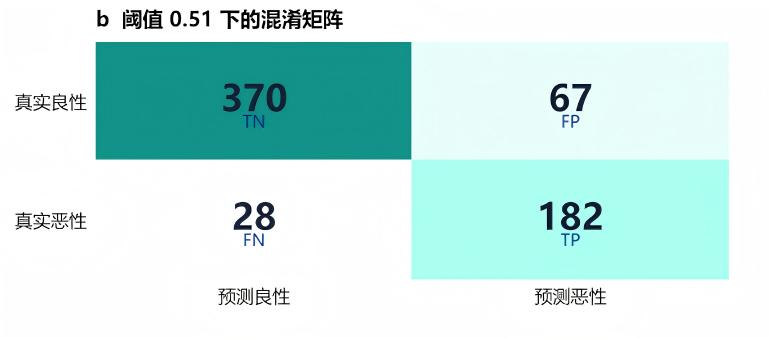 b 阈值 0.51 下的混淆矩阵
真实良性
370
TN
67
FP
真实恶性
28
FN
182
TP
预测良性
预测恶性